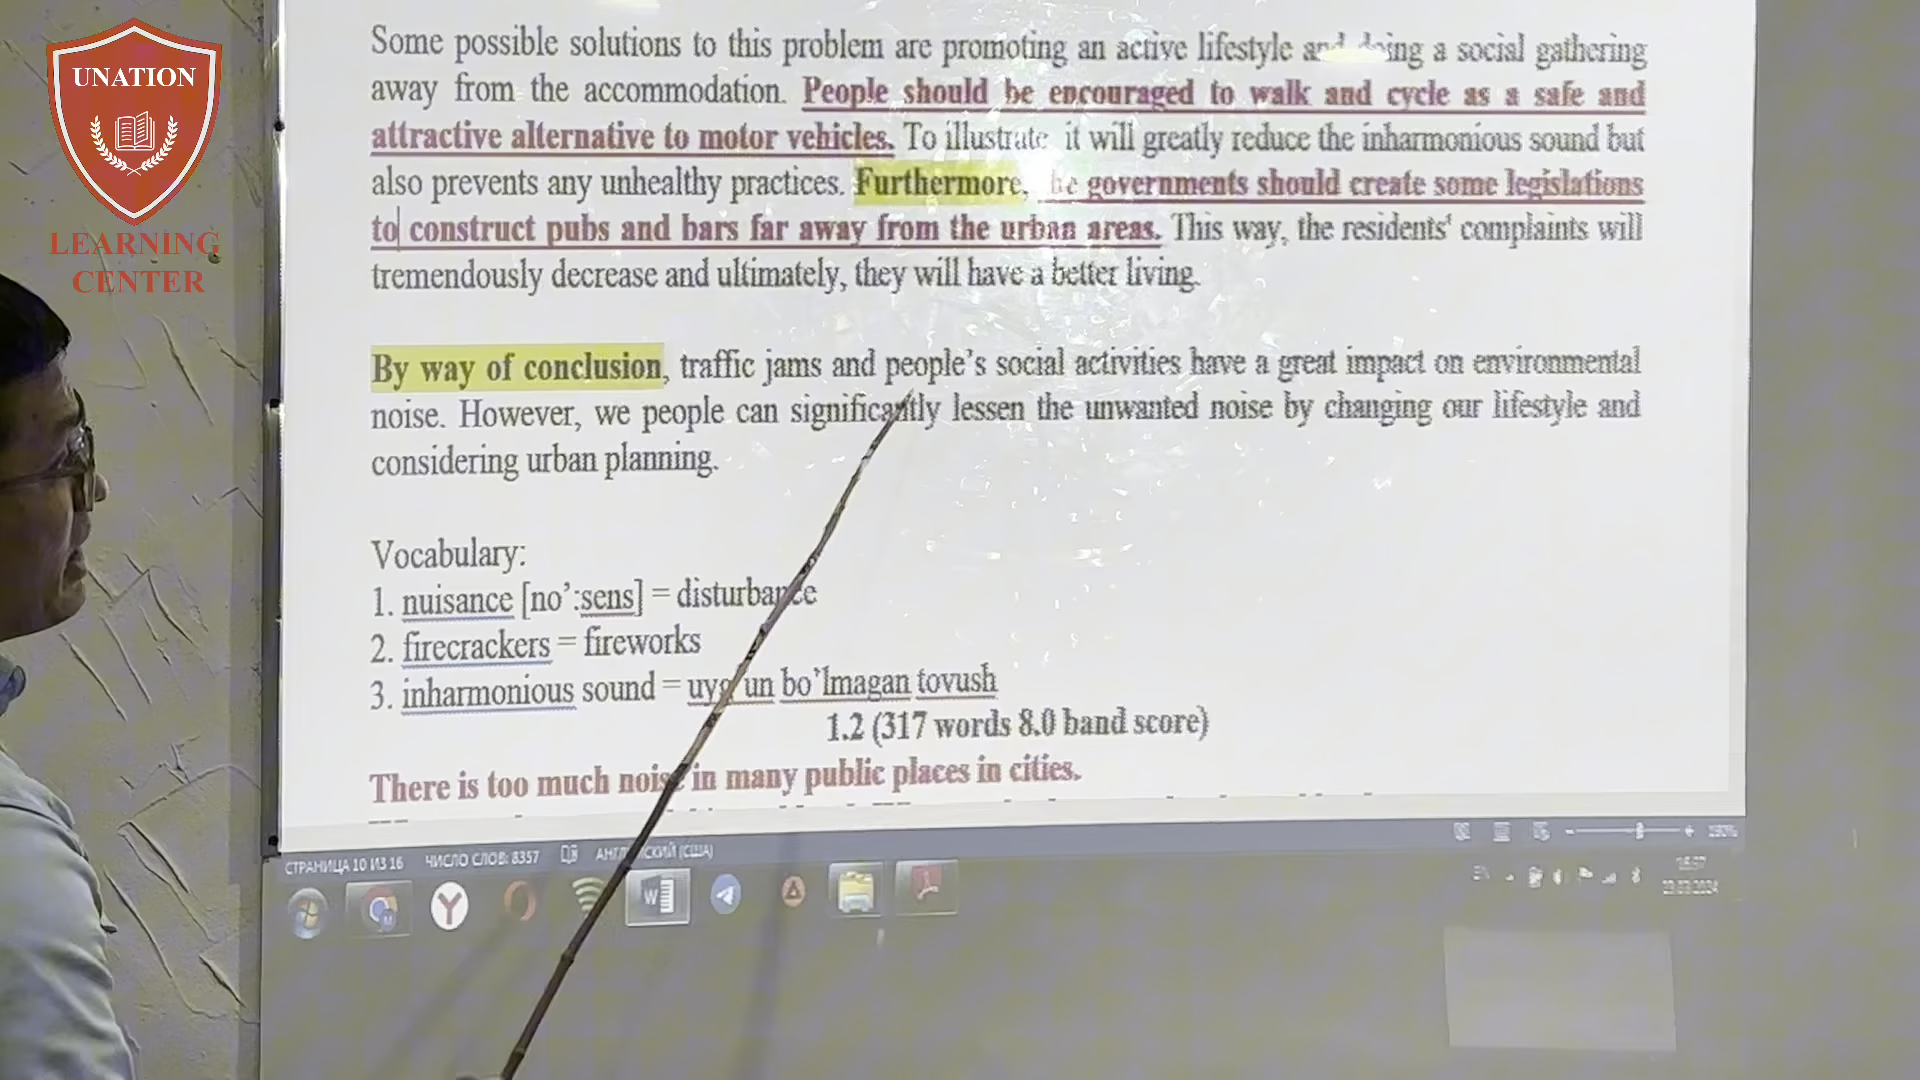 UNATION
LEARNING
CENTER
Some possible solutions to this problem are promoting an active lifestyle and doing a social gathering
away from the accommodation. People should be encouraged to walk and cycle as a safe and
attractive alternative to motor vehicles. To illustrate it will greatly reduce the inharmonious sound but
also prevents any unhealthy practices. Furthermore, governments should create some legislations
to construct pubs and bars far away from the urban areas. This way, the residents' complaints will
tremendously decrease and ultimately, they will have a better living.
By way of conclusion, traffic jams and people's social activities have a great impact on environmental
noise. However, we people can significantly lessen the unwanted noise by changing our lifestyle and
considering urban planning.
Vocabulary:
1. nuisance [no’:sens] = disturbance
2. firecrackers = fireworks
3. inharmonious sound = uyg'un bo’lmagan tovush
1.2 (317 words 8.0 band score)
There is too much noise in many public places in cities.
СТРАНИЦА 10 ИЗ 16 ЧИСЛО СЛОВ: 8357 АНГЛИЙСКИЙ (США)
EN